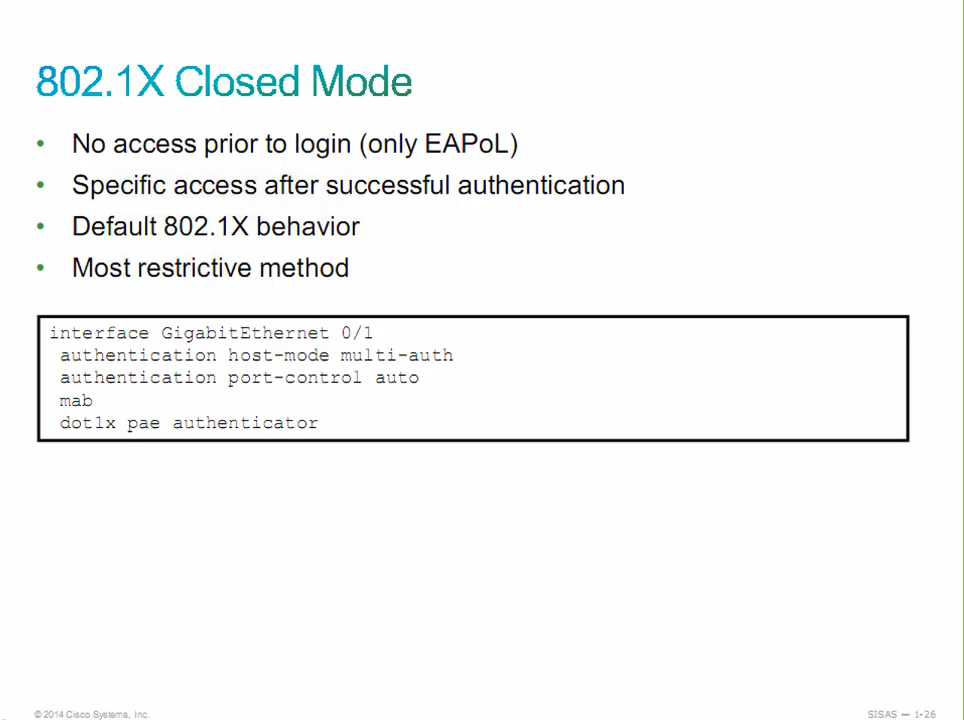 802.1X Closed Mode
• No access prior to login (only EAPoL)
• Specific access after successful authentication
• Default 802.1X behavior
• Most restrictive method
interface GigabitEthernet 0/1
authentication host-mode multi-auth
authentication port-control auto
mab
dot1x pae authenticator
© 2014 Cisco Systems, Inc.
SISAS — 1-26